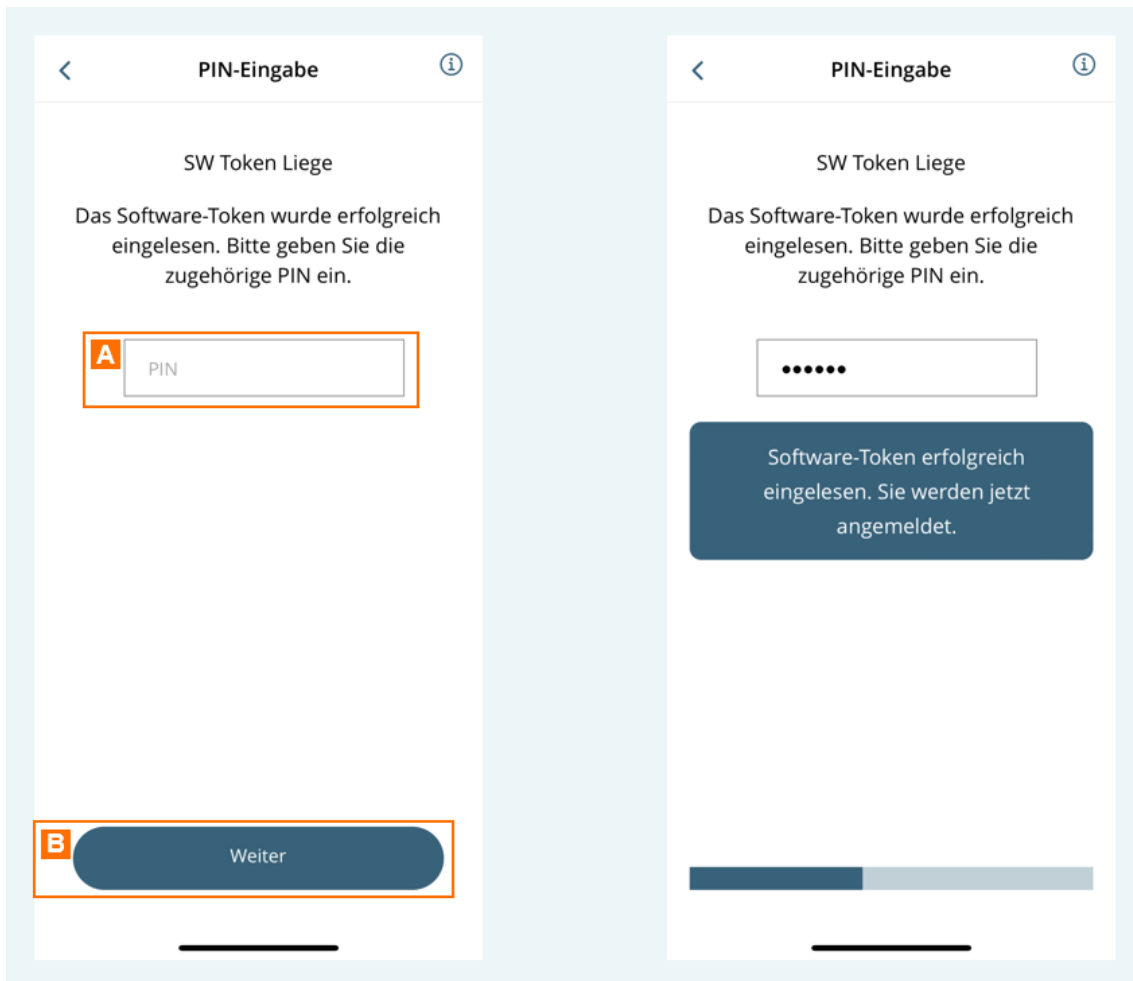 PIN-Eingabe
SW Token Liege
Das Software-Token wurde erfolgreich
eingelesen. Bitte geben Sie die
zugehörige PIN ein.
A
PIN
B
Weiter
PIN-Eingabe
SW Token Liege
Das Software-Token wurde erfolgreich
eingelesen. Bitte geben Sie die
zugehörige PIN ein.
••••••
Software-Token erfolgreich
eingelesen. Sie werden jetzt
angemeldet.